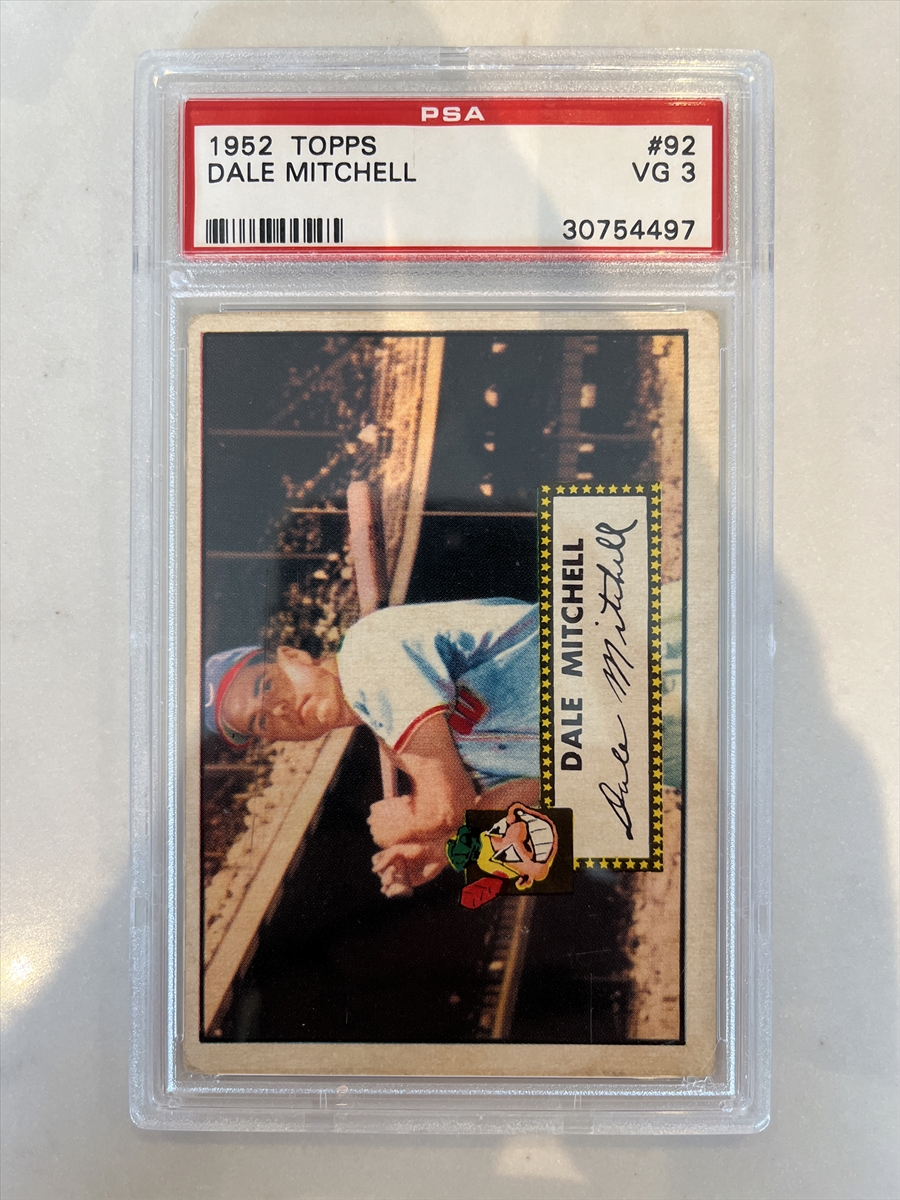 PSA
1952 TOPPS #92
DALE MITCHELL VG 3
30754497
DALE MITCHELL
Dale Mitchell